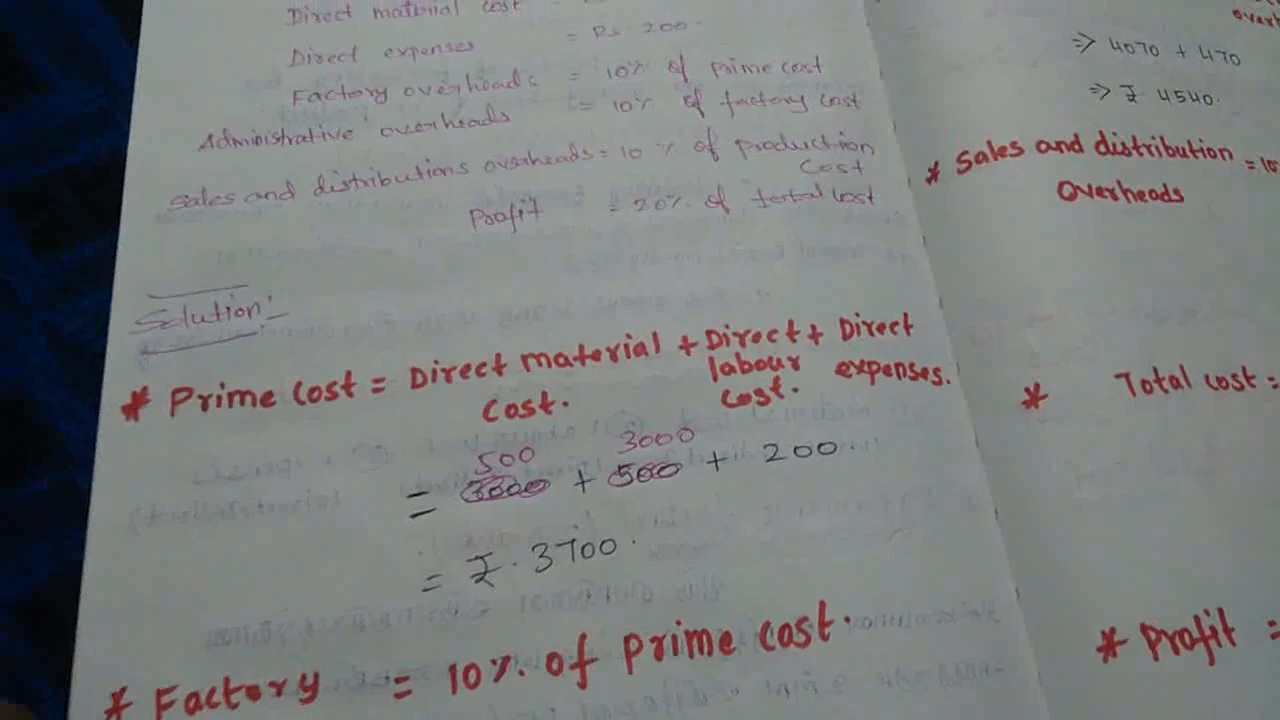 Direct material cost
Direct expenses = Rs. 200.
Factory overheads = 10% of prime cost
Administrative overheads = 10% of factory cost
sales and distributions overheads = 10% of production
cost
Profit = 20% of tortal cost
Solution:-
* Prime cost = Direct material + Direct + Direct
cost. labour expenses.
cost.
500 3000
= 3000 + 500 + 200.
= ₹. 3700.
* Factory = 10% of prime cost.
⇒ 4070 + 470
⇒ ₹ 4540.
* Sales and distribution = 10
Overheads
* Total cost =
* Profit =